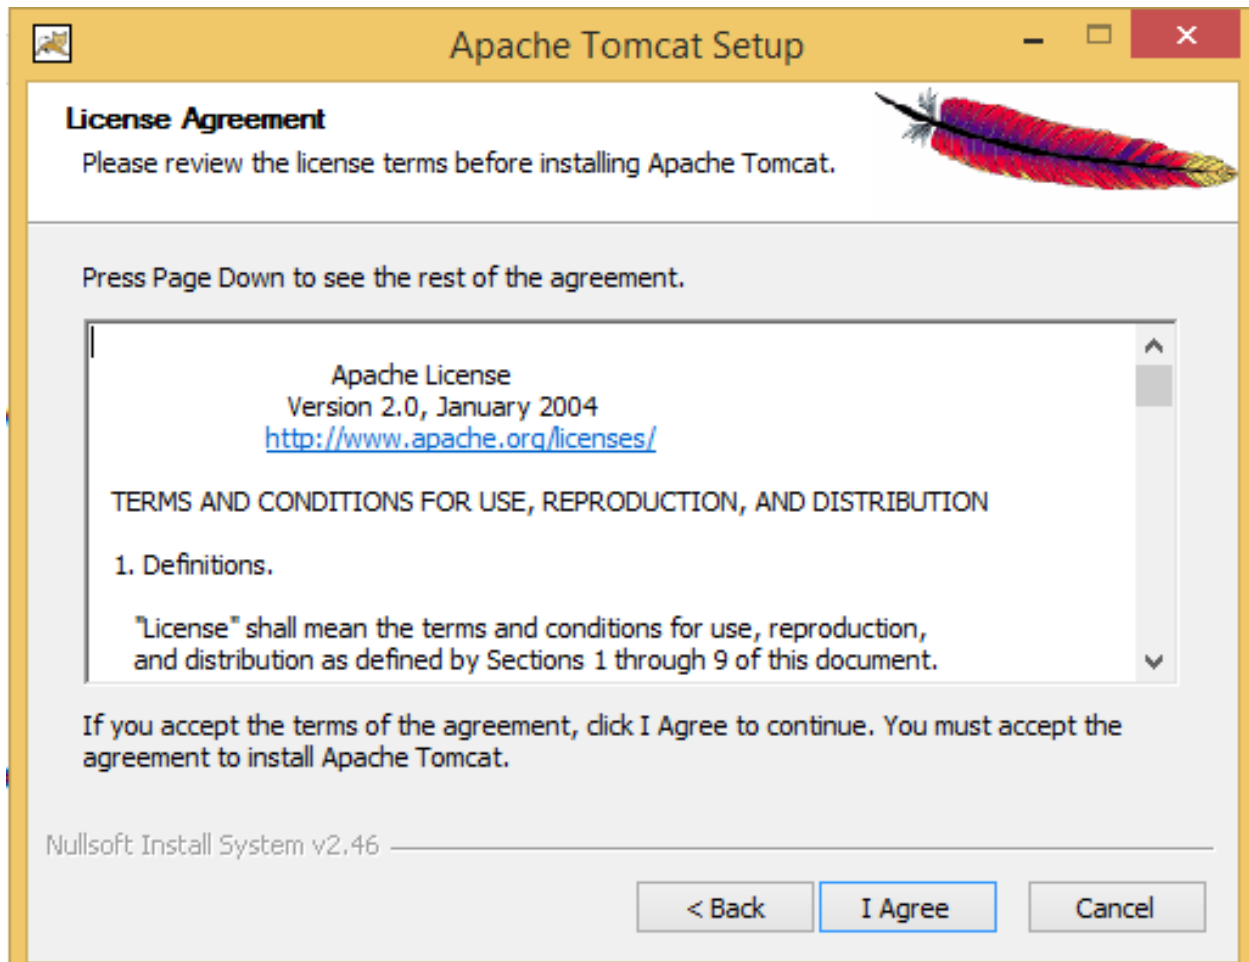 Apache Tomcat Setup
License Agreement
Please review the license terms before installing Apache Tomcat.
Press Page Down to see the rest of the agreement.
Apache License
Version 2.0, January 2004
http://www.apache.org/licenses/
TERMS AND CONDITIONS FOR USE, REPRODUCTION, AND DISTRIBUTION
1. Definitions.
"License" shall mean the terms and conditions for use, reproduction,
and distribution as defined by Sections 1 through 9 of this document.
If you accept the terms of the agreement, click I Agree to continue. You must accept the
agreement to install Apache Tomcat.
Nullsoft Install System v2.46
< Back I Agree Cancel